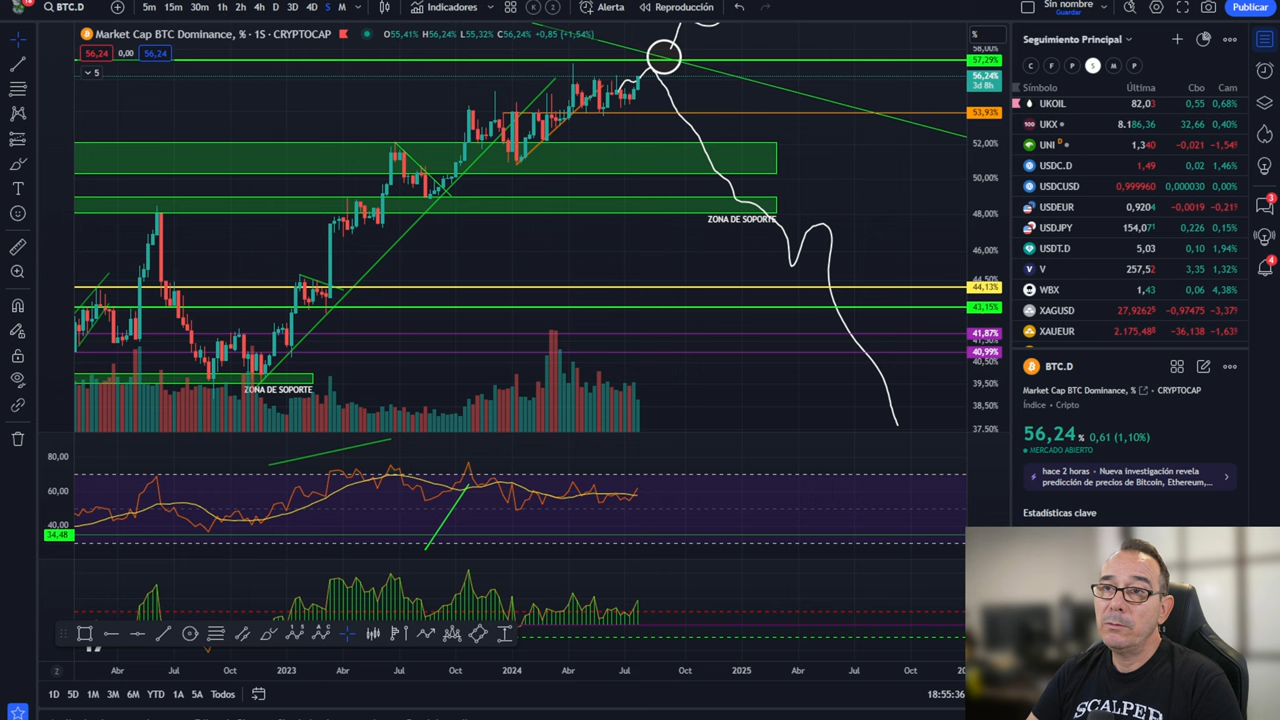 BTC.D
5m 15m 30m 1h 2h 4h D 3D 4D S M
Indicadores
Alerta
Reproducción
Sin nombre
Guardar
Publicar
Market Cap BTC Dominance, % · 1S · CRYPTOCAP
O55,41% H56,24% L55,32% C56,24% +0,85 (+1,54%)
56,24 0,00 56,24
5
%
58,00%
57,29%
56,24%
3d 8h
53,93%
52,00%
50,00%
48,00%
ZONA DE SOPORTE
46,00%
44,50%
44,13%
43,15%
41,87%
40,99%
40,50%
39,50%
ZONA DE SOPORTE
38,50%
37,50%
80,00
60,00
40,00
34,48
Abr Jul Oct 2023 Abr Jul Oct 2024 Abr Jul Oct 2025 Abr Jul Oct
1D 5D 1M 3M 6M YTD 1A 5A Todos
18:55:36
Seguimiento Principal
C F P S M P
Símbolo Última Cbo Cam
UKOIL 82,03 0,55 0,68%
UKX 8.186,36 32,66 0,40%
UNI D 1,340 -0,021 -1,54%
USDC.D 1,49 0,02 1,46%
USDCUSD 0,999960 0,000030 0,00%
USDEUR 0,9204 -0,0019 -0,21%
USDJPY 154,071 0,226 0,15%
USDT.D 5,03 0,10 1,94%
V 257,52 3,35 1,32%
WBX 1,43 0,06 4,38%
XAGUSD 27,92625 -0,97475 -3,37%
XAUEUR 2.175,488 -36,138 -1,63%
BTC.D
Market Cap BTC Dominance, % · CRYPTOCAP
Índice · Cripto
56,24 % 0,61 (1,10%)
MERCADO ABIERTO
hace 2 horas · Nueva investigación revela
predicción de precios de Bitcoin, Ethereum,...
Estadísticas clave
3
4
SCALPER